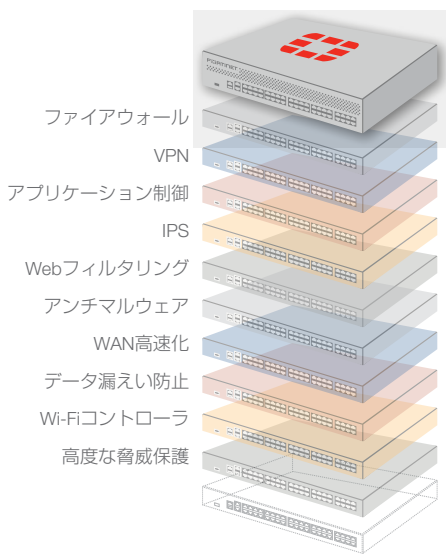 FORTINET
ファイアウォール
VPN
アプリケーション制御
IPS
Webフィルタリング
アンチマルウェア
WAN高速化
データ漏えい防止
Wi-Fiコントローラ
高度な脅威保護